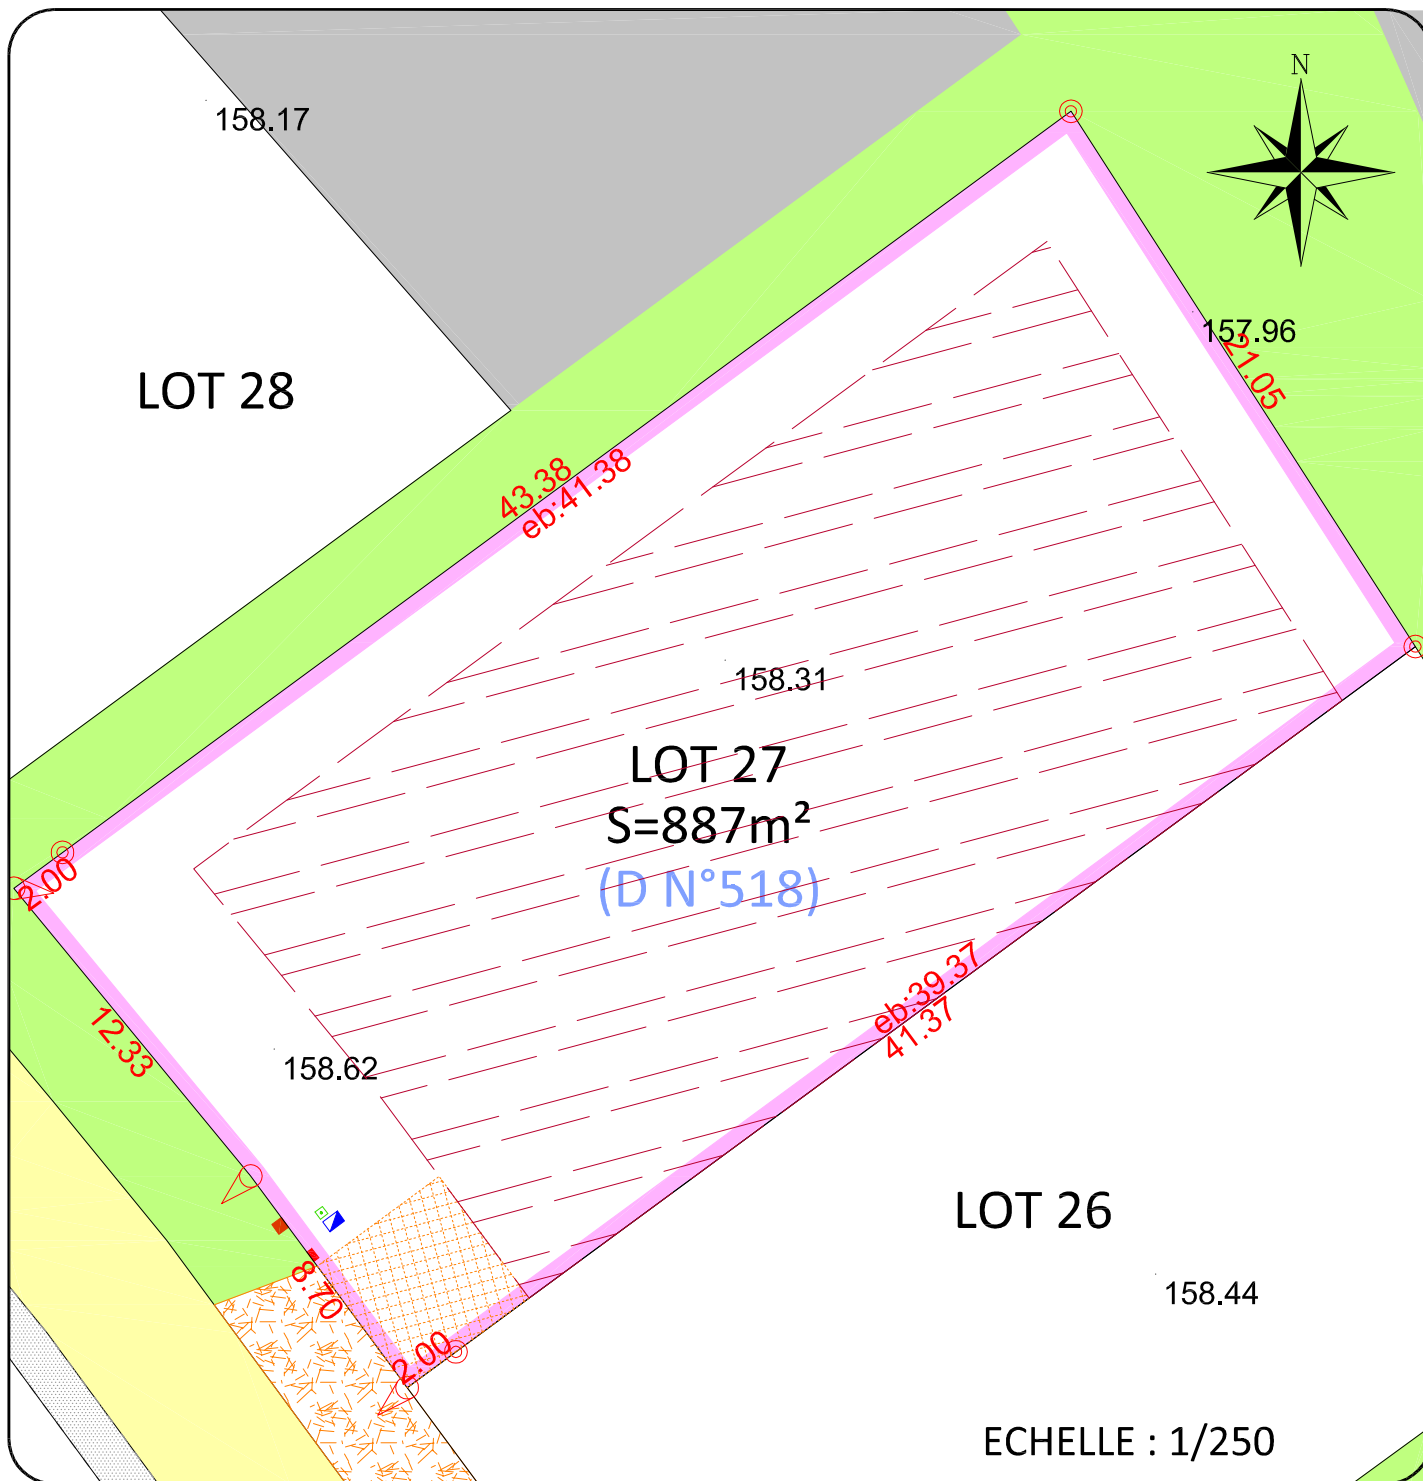 N
158.17
157.96
21.05
LOT 28
43.38
eb:41.38
158.31
LOT 27
S=887m²
(D N°518)
2.00
eb:39.37
41.37
12.33
158.62
LOT 26
8.70
158.44
2.00
ECHELLE : 1/250